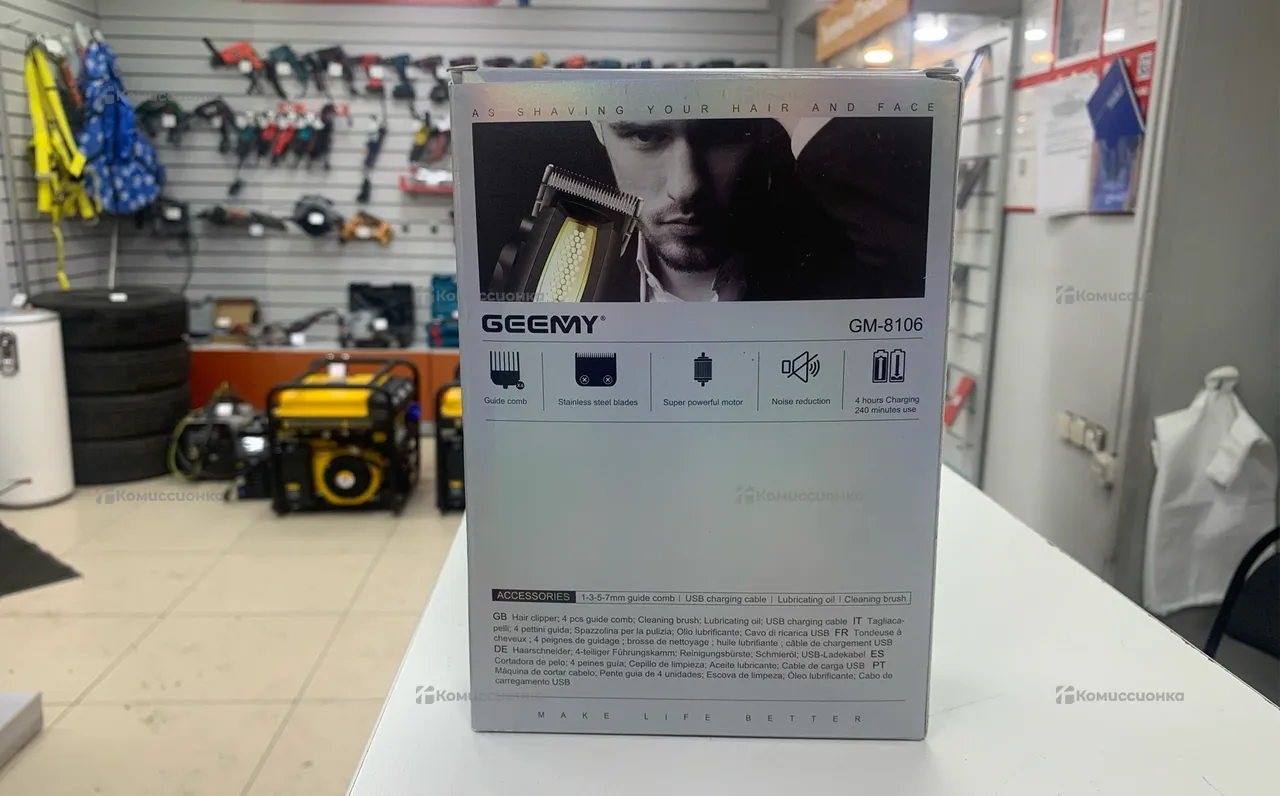 AS SHAVING YOUR HAIR AND FACE
GEEMY®
GM-8106
Guide comb
Stainless steel blades
Super powerful motor
Noise reduction
4 hours Charging
240 minutes use
ACCESSORIES 1-3-5-7mm guide comb | USB charging cable | Lubricating oil | Cleaning brush
GB Hair clipper; 4 pcs guide comb; Cleaning brush; Lubricating oil; USB charging cable IT Tagliaca-
pelli; 4 pettini guida; Spazzolina per la pulizia; Olio lubrificante; Cavo di ricarica USB FR Tondeuse à
cheveux ; 4 peignes de guidage ; brosse de nettoyage ; huile lubrifiante ; câble de chargement USB
DE Haarschneider; 4-teiliger Führungskamm; Reinigungsbürste; Schmieröl; USB-Ladekabel ES
Cortadora de pelo; 4 peines guía; Cepillo de limpieza; Aceite lubricante; Cable de carga USB PT
Máquina de cortar cabelo; Pente guia de 4 unidades; Escova de limpeza; Óleo lubrificante; Cabo de
carregamento USB
MAKE LIFE BETTER
Комиссионка
Комиссионка
Комиссионка
Комиссионка
Комиссионка
Комиссионка